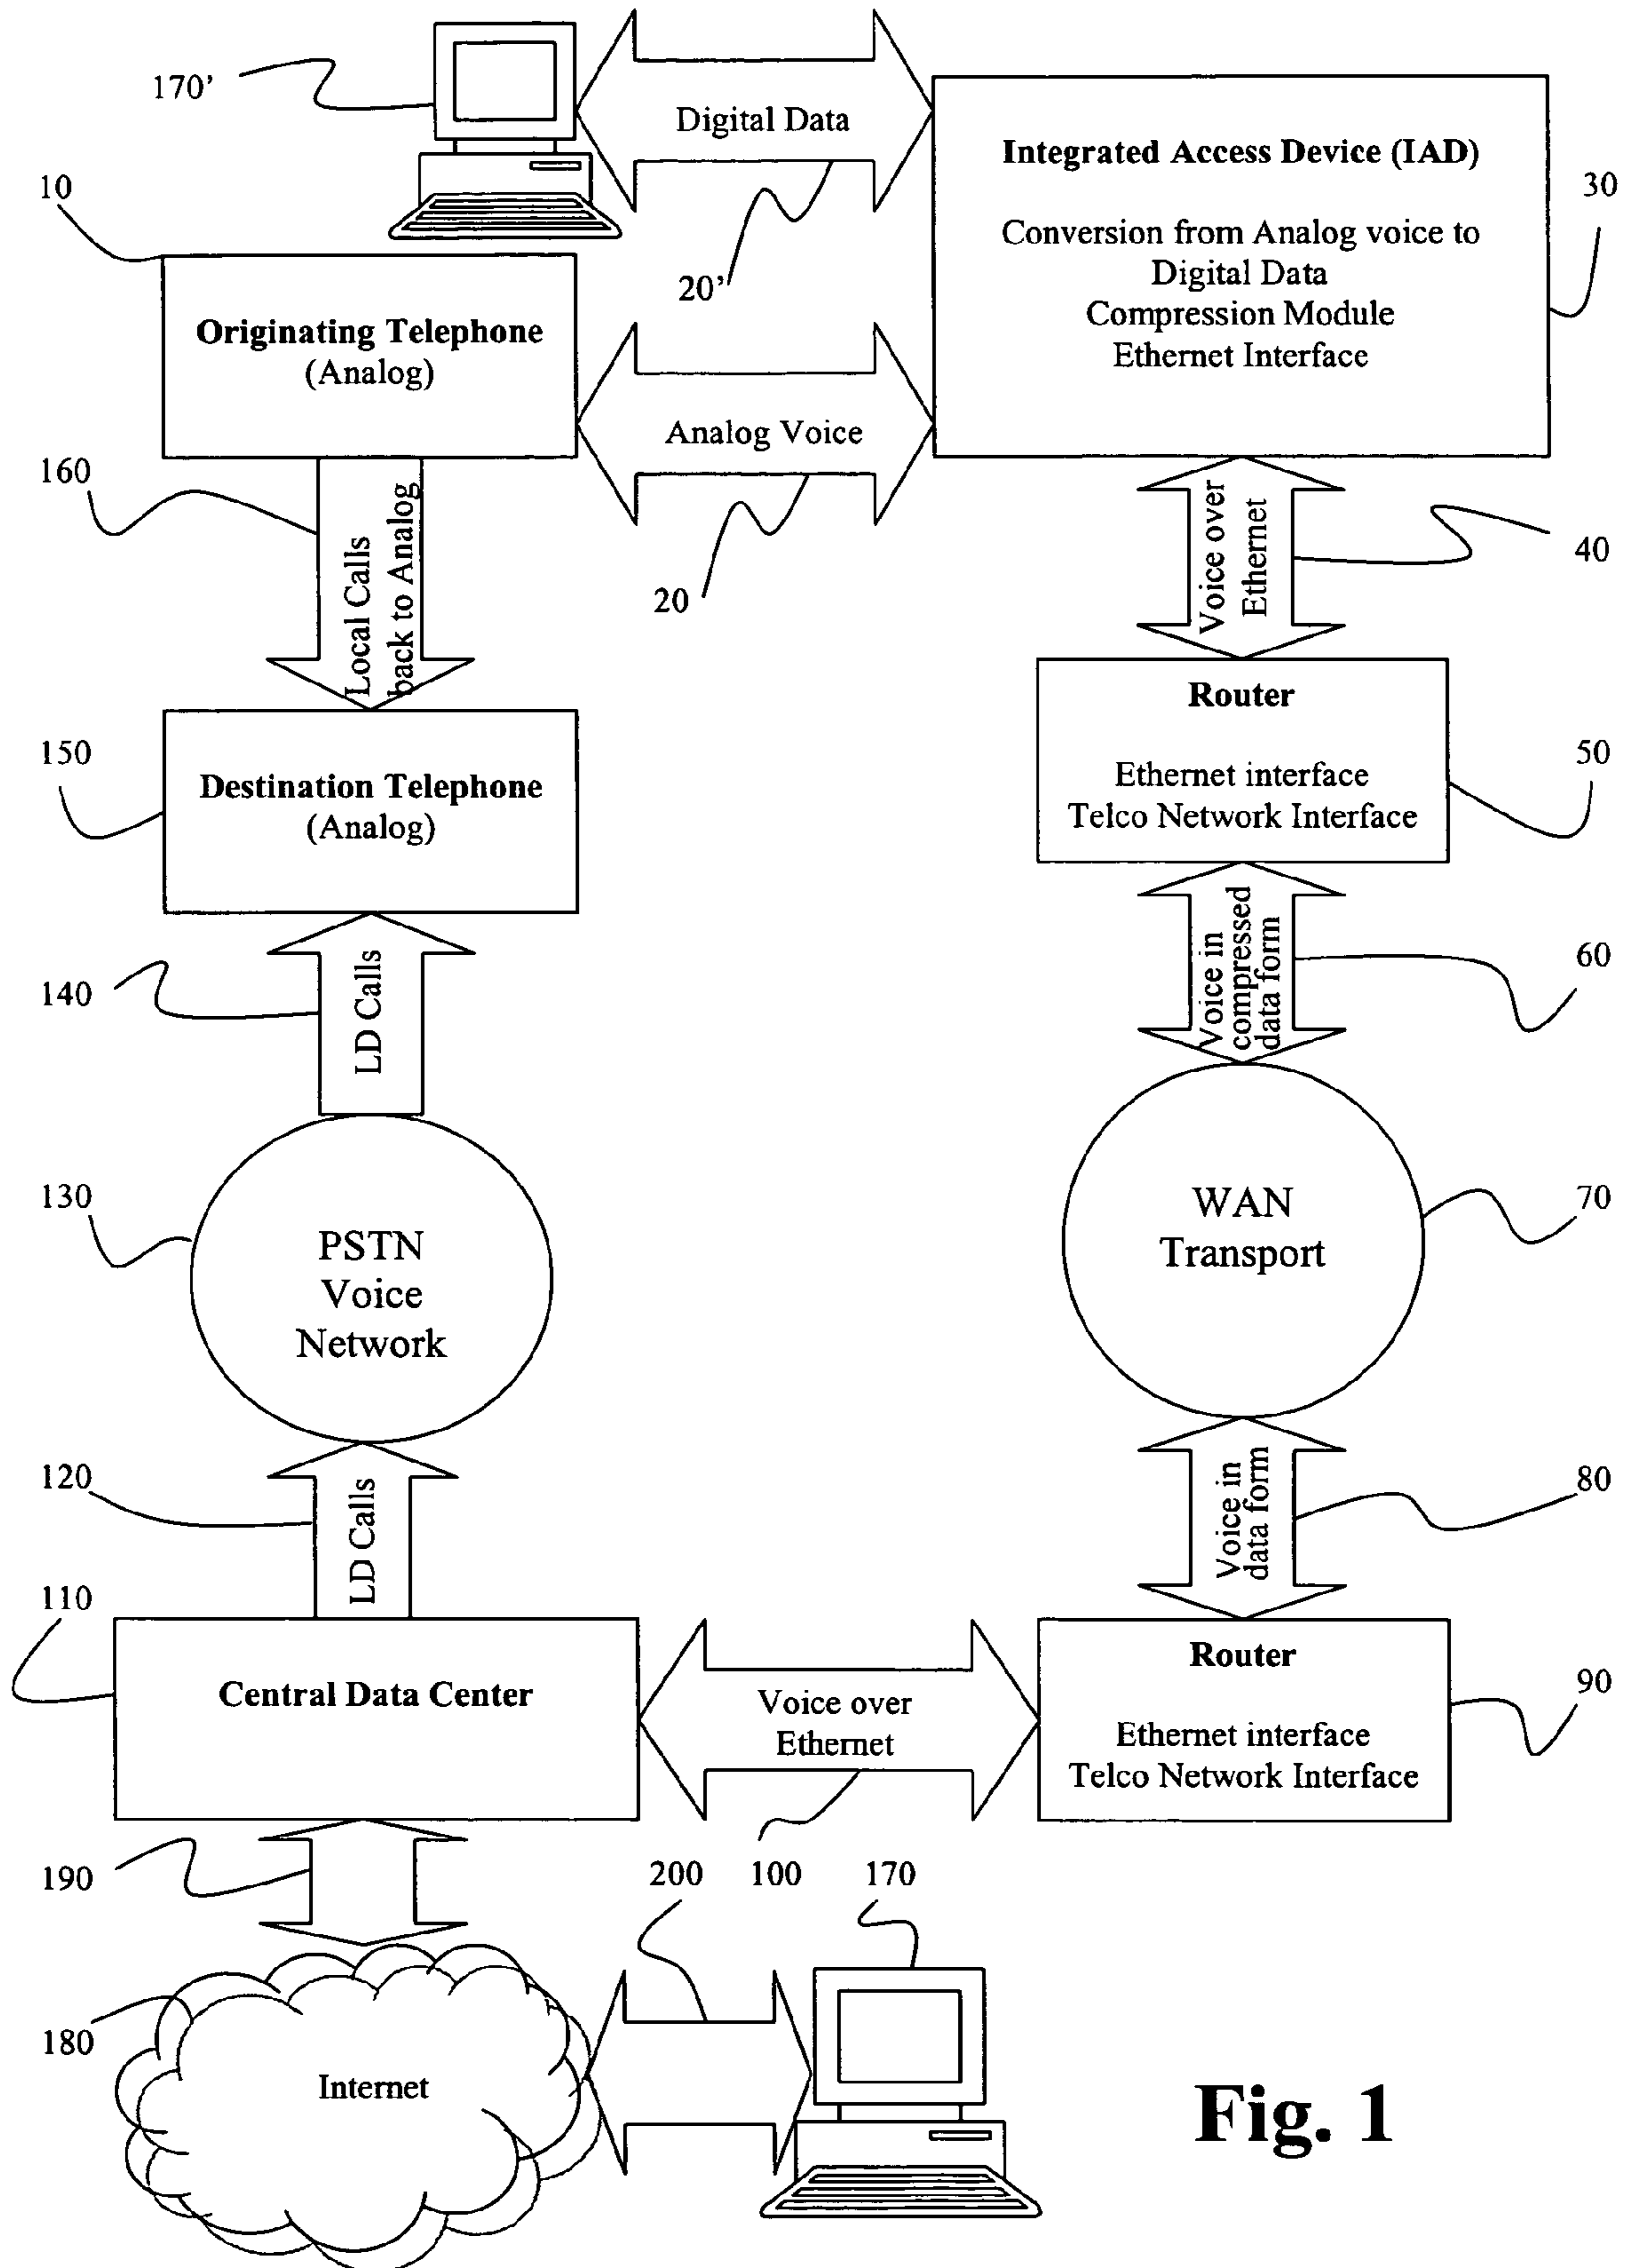 170'
Digital Data
Integrated Access Device (IAD)
10
30
Conversion from Analog voice to
Digital Data
Compression Module
Ethernet Interface
20'
Originating Telephone
(Analog)
Analog Voice
160
Local Calls
back to Analog
20
Voice over
Ethernet
40
Router
150
50
Destination Telephone
(Analog)
Ethernet interface
Telco Network Interface
140
LD Calls
Voice in
compressed
data form
60
130
70
WAN
Transport
PSTN
Voice
Network
120
LD Calls
Voice in
data form
80
110
Router
Central Data Center
90
Voice over
Ethernet
Ethernet interface
Telco Network Interface
190
200
100
170
180
Internet
Fig. 1